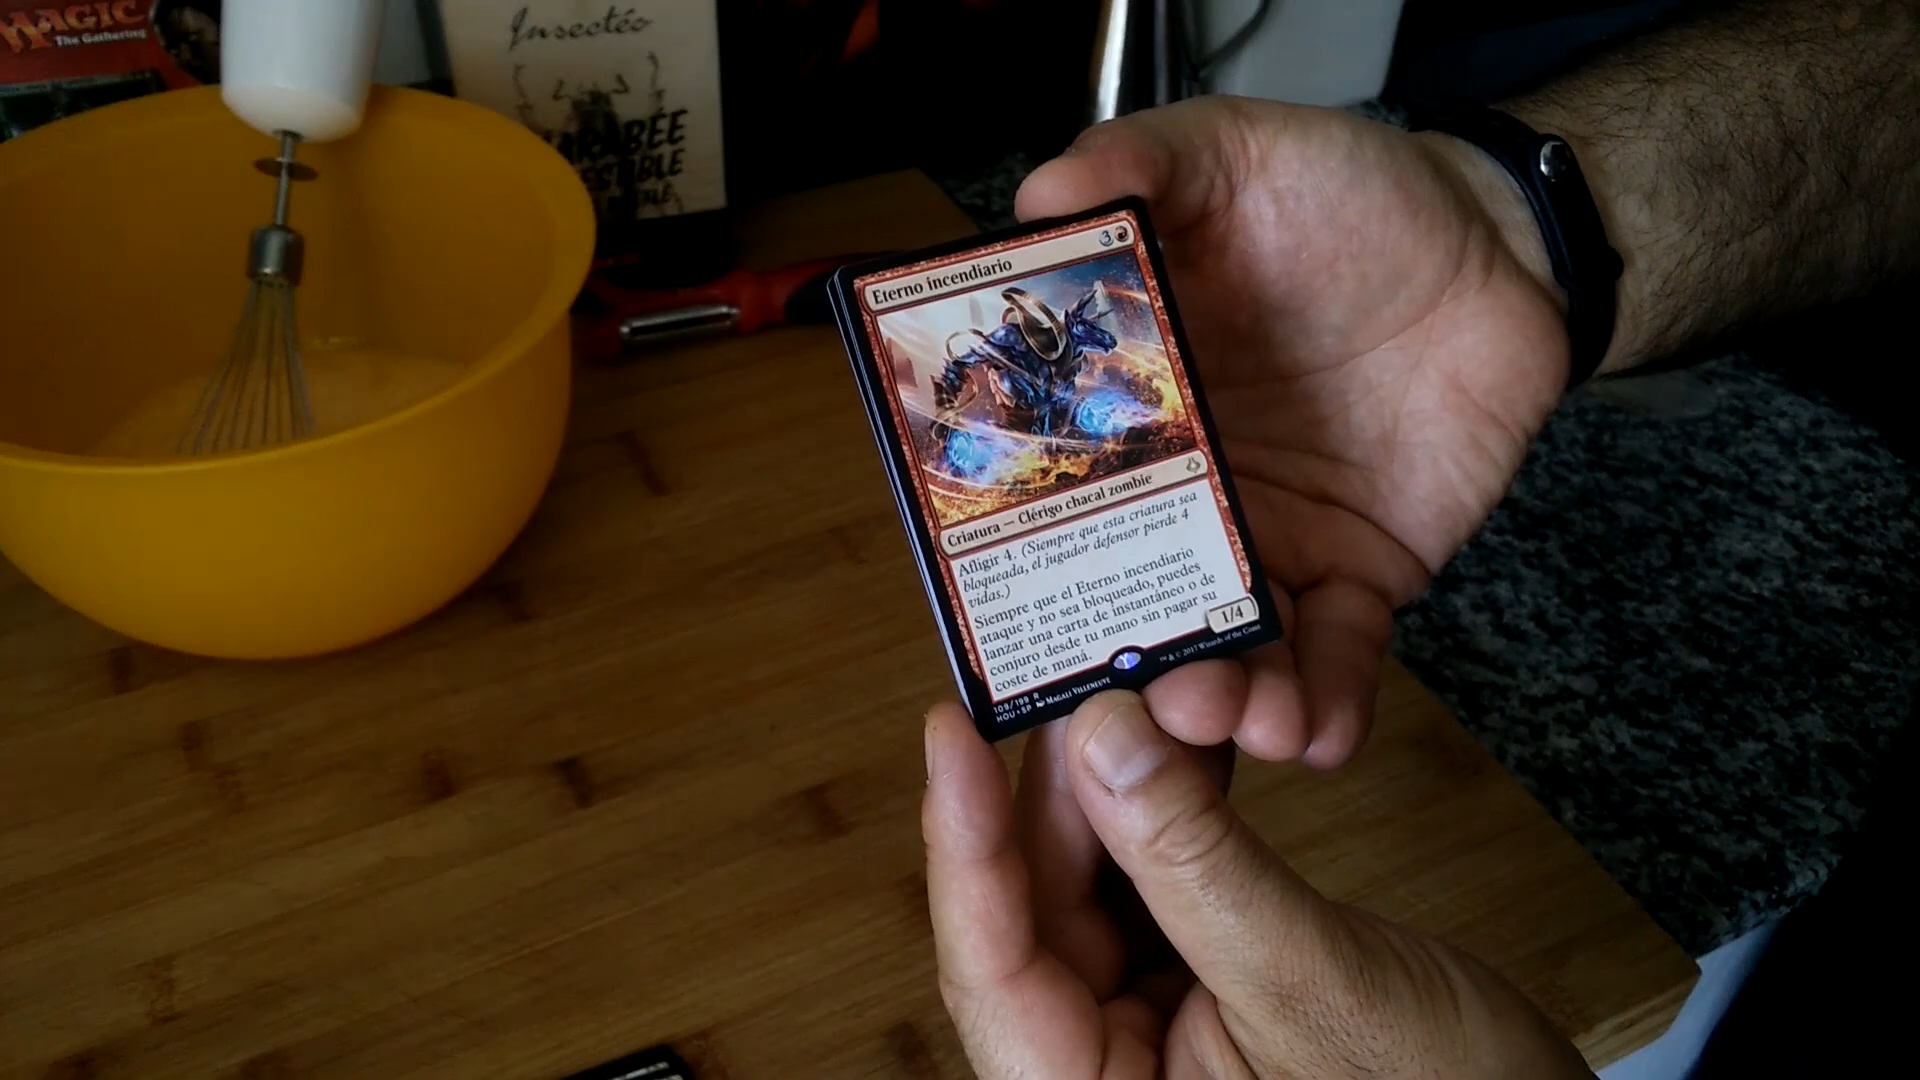 MAGIC
The Gathering
Insectéo
Eterno incendiario
3
Criatura — Clérigo chacal zombie
Afligir 4. (Siempre que esta criatura sea
bloqueada, el jugador defensor pierde 4
vidas.)
Siempre que el Eterno incendiario
ataque y no sea bloqueado, puedes
lanzar una carta de instantáneo o de
conjuro desde tu mano sin pagar su
coste de maná.
1/4
109/199 R
HOU • SP MAGALI VILLENEUVE
™ & © 2017 Wizards of the Coast